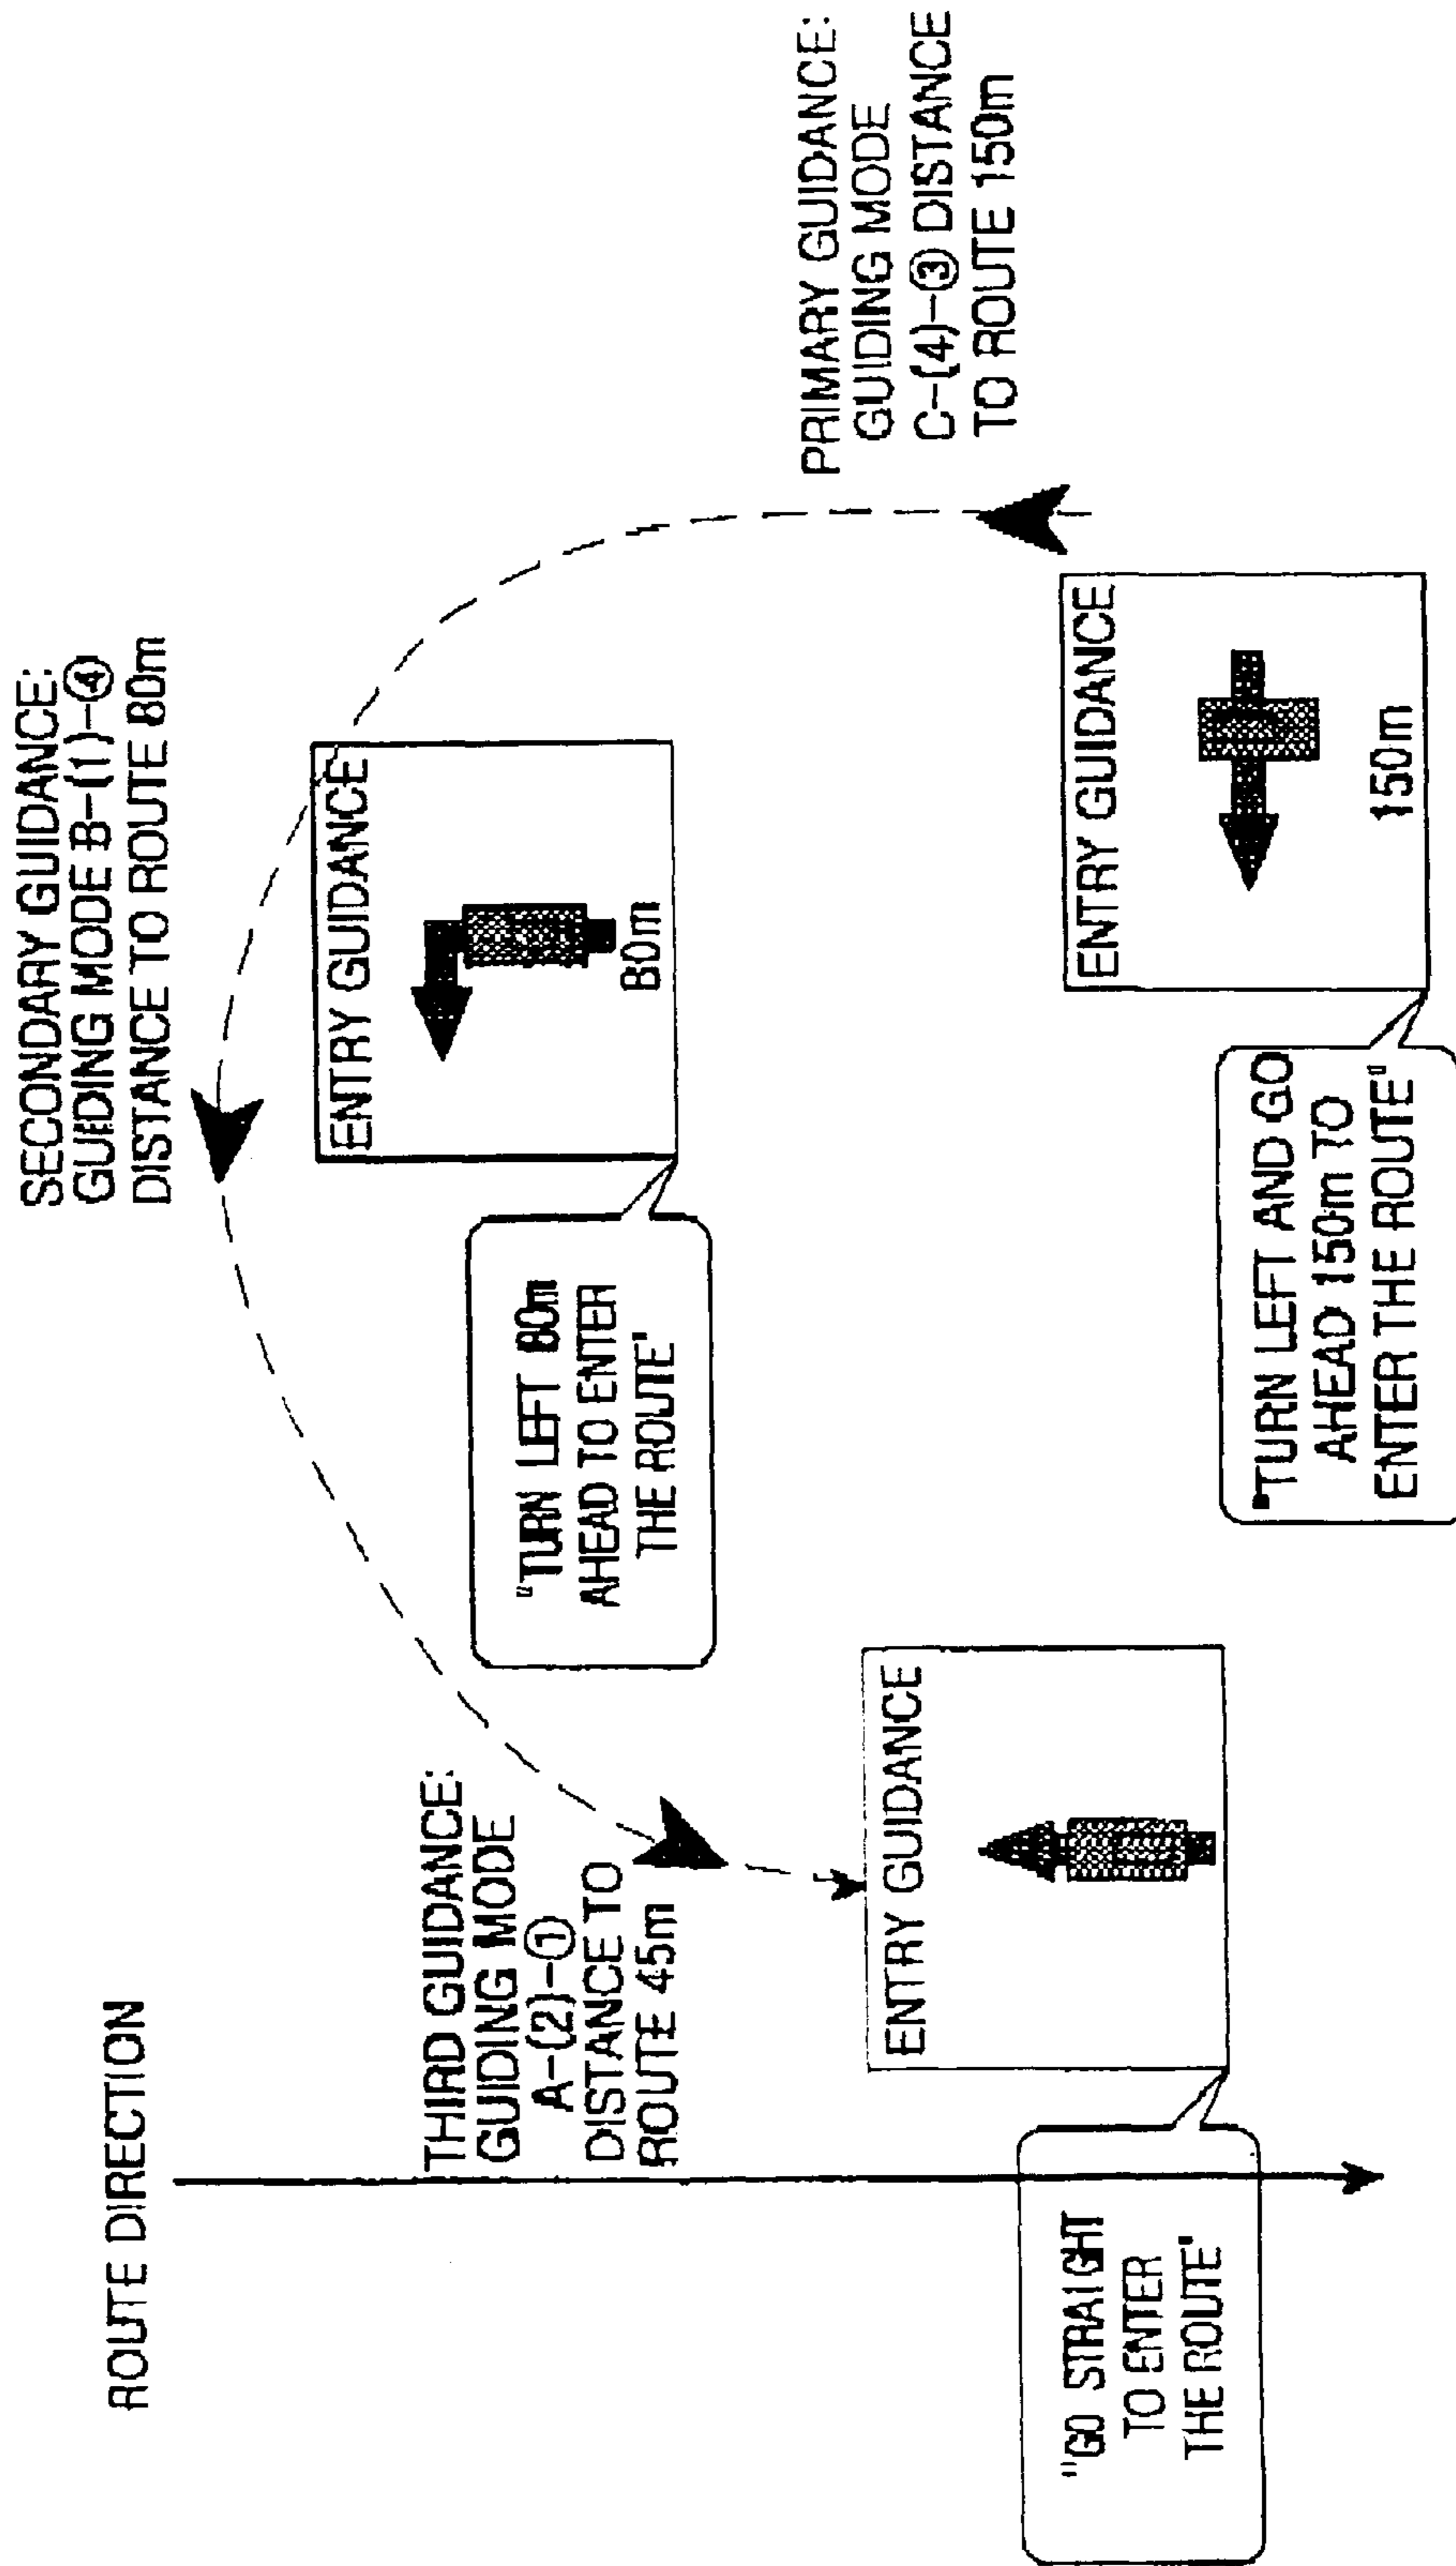 ROUTE DIRECTION
THIRD GUIDANCE:
GUIDING MODE
A-(2)-①
DISTANCE TO
ROUTE 45m
ENTRY GUIDANCE
"GO STRAIGHT
TO ENTER
THE ROUTE"
SECONDARY GUIDANCE:
GUIDING MODE B-(1)-④
DISTANCE TO ROUTE 80m
ENTRY GUIDANCE
80m
"TURN LEFT 80m
AHEAD TO ENTER
THE ROUTE"
PRIMARY GUIDANCE:
GUIDING MODE
C-(4)-③ DISTANCE
TO ROUTE 150m
ENTRY GUIDANCE
150m
"TURN LEFT AND GO
AHEAD 150m TO
ENTER THE ROUTE"